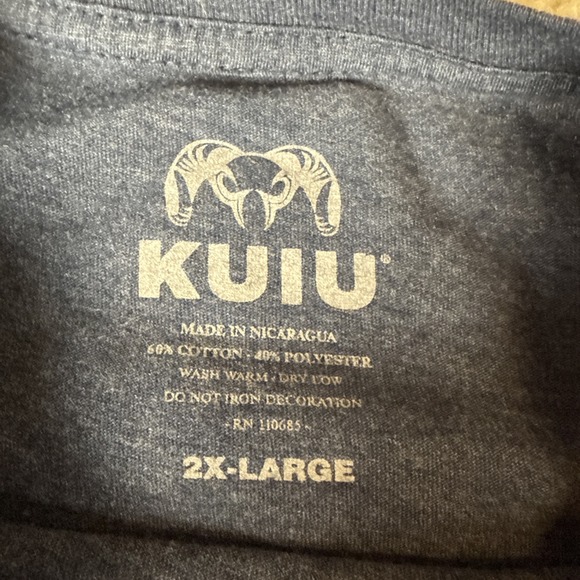 KUIU®
MADE IN NICARAGUA
60% COTTON - 40% POLYESTER
WASH WARM - DRY LOW
DO NOT IRON DECORATION
- RN 110685 -
2X-LARGE